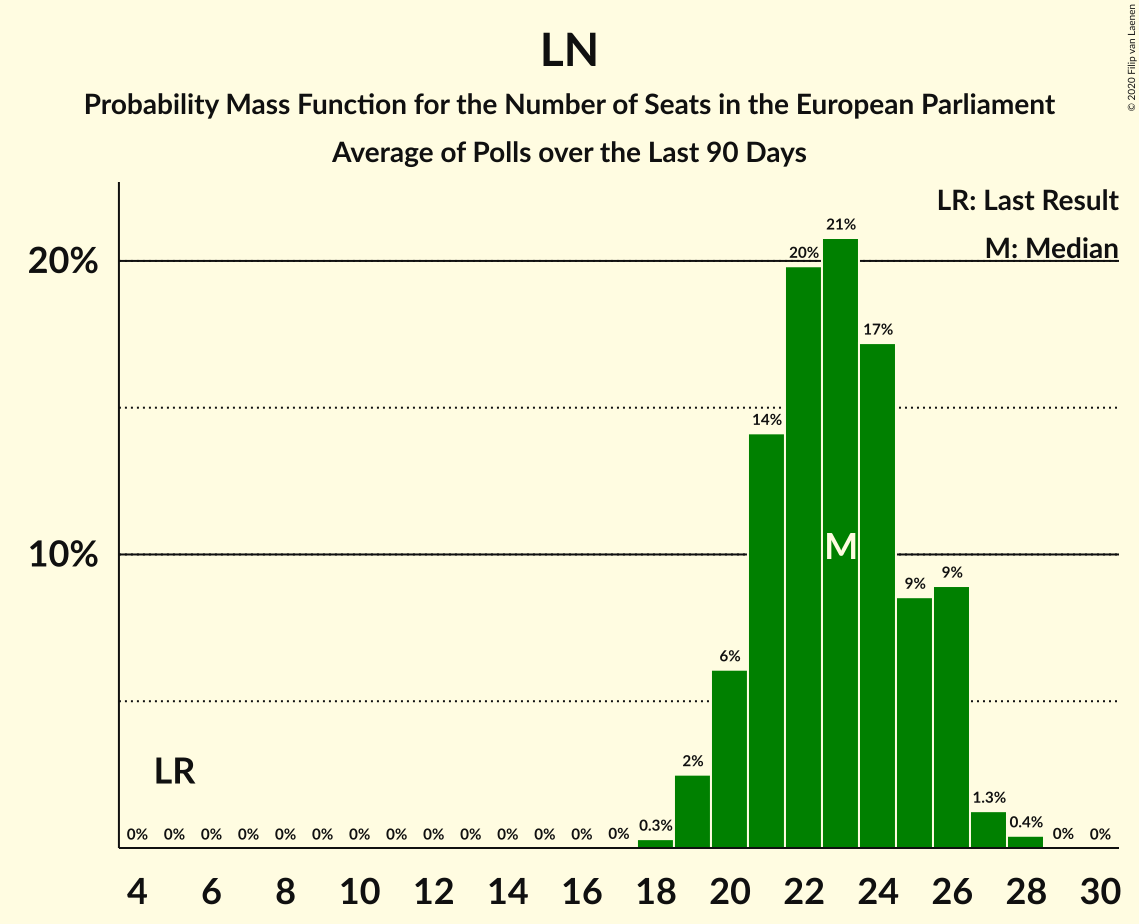 LN
Probability Mass Function for the Number of Seats in the European Parliament
Average of Polls over the Last 90 Days
© 2020 Filip van Laenen
LR: Last Result
M: Median
20%
10%
21%
20%
17%
14%
M
9%
9%
6%
LR
2%
1.3%
0.4%
0.3%
0% 0% 0% 0% 0% 0% 0% 0% 0% 0% 0% 0% 0% 0% 0% 0%
4 6 8 10 12 14 16 18 20 22 24 26 28 30